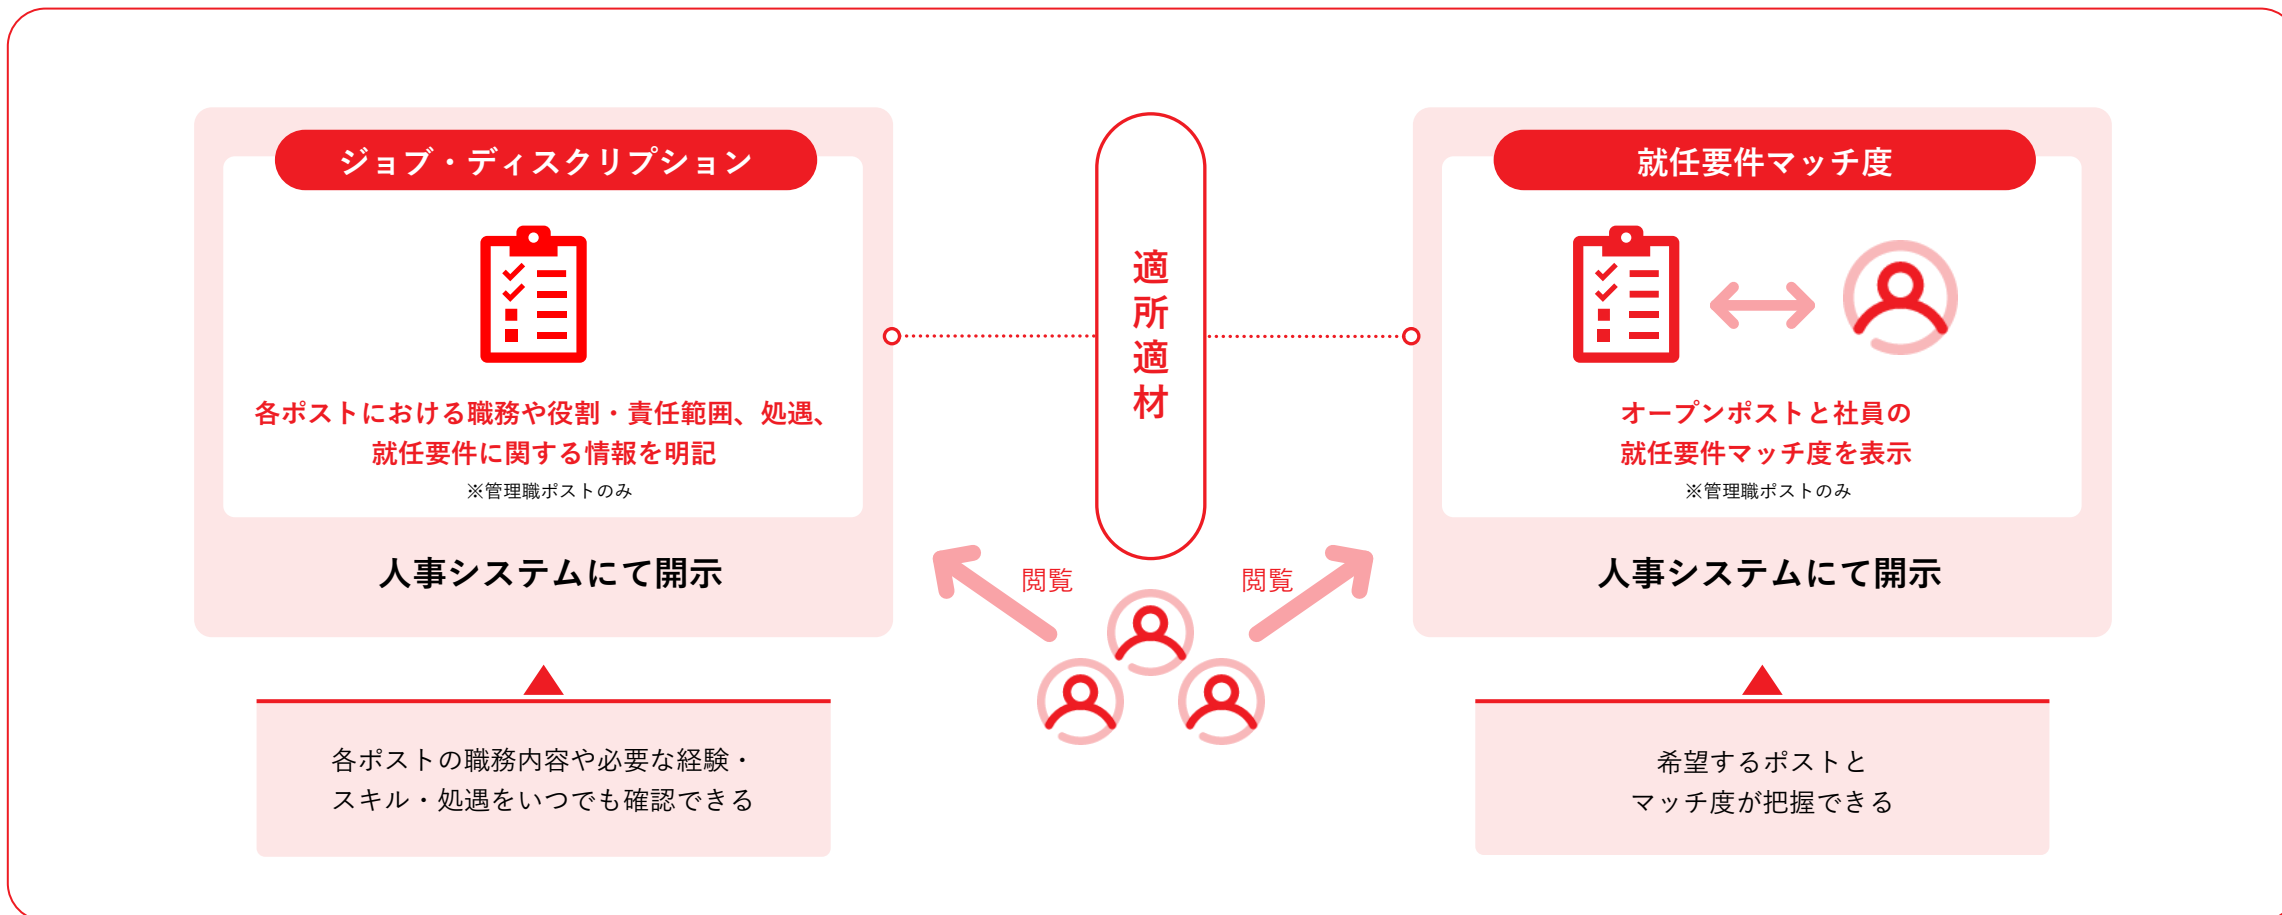 ジョブ・ディスクリプション
各ポストにおける職務や役割・責任範囲、処遇、
就任要件に関する情報を明記
※管理職ポストのみ
人事システムにて開示
各ポストの職務内容や必要な経験・
スキル・処遇をいつでも確認できる
適所適材
閲覧
閲覧
就任要件マッチ度
オープンポストと社員の
就任要件マッチ度を表示
※管理職ポストのみ
人事システムにて開示
希望するポストと
マッチ度が把握できる